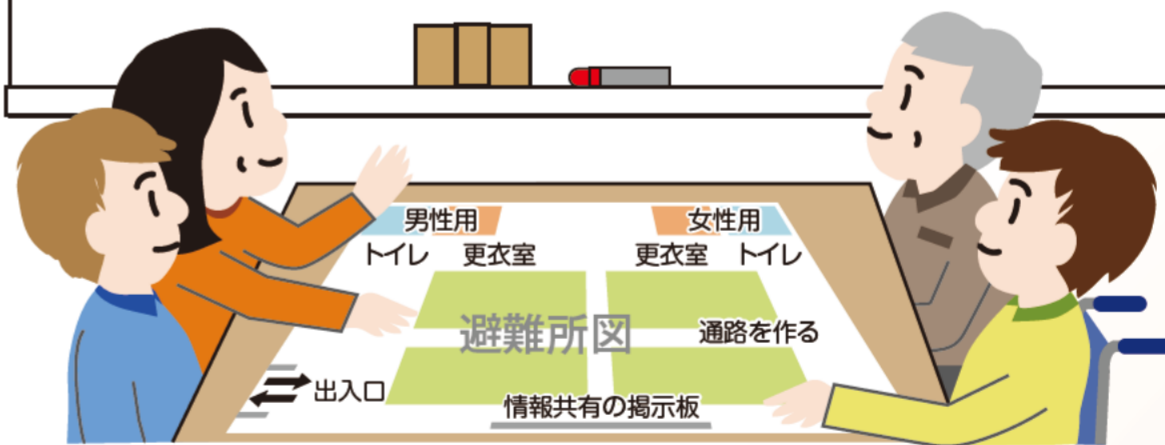 男性用
女性用
トイレ
更衣室
更衣室
トイレ
避難所図
通路を作る
出入口
情報共有の掲示板